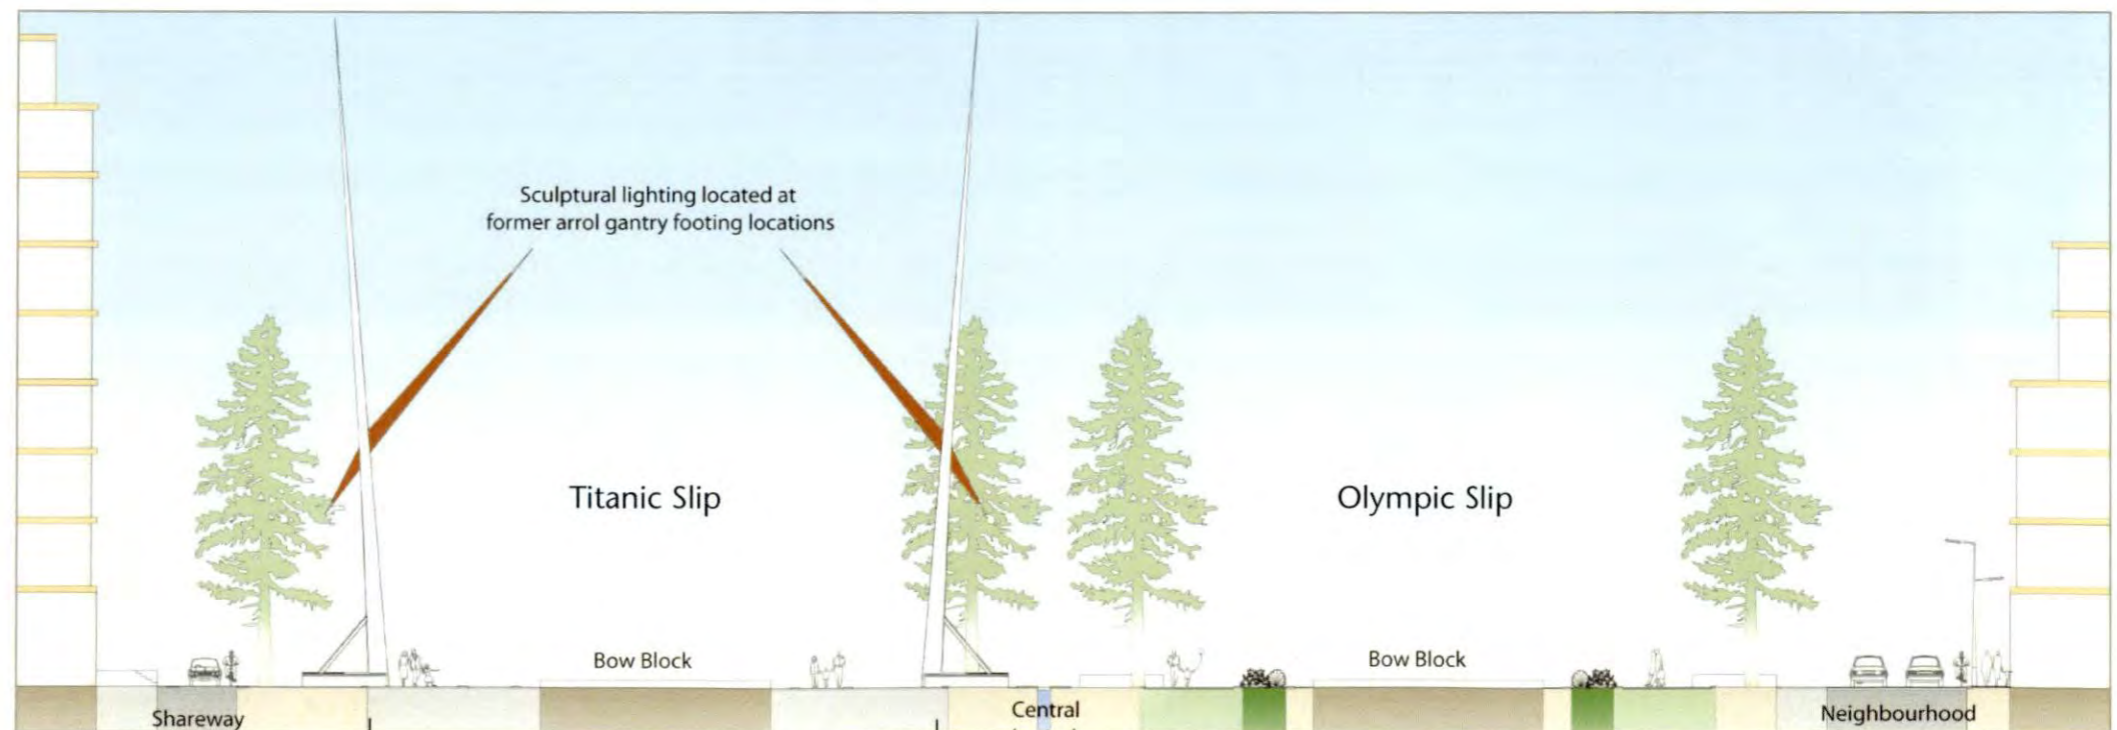 Sculptural lighting located at
former arrol gantry footing locations
Titanic Slip
Olympic Slip
Bow Block
Bow Block
Shareway
Central
Neighbourhood